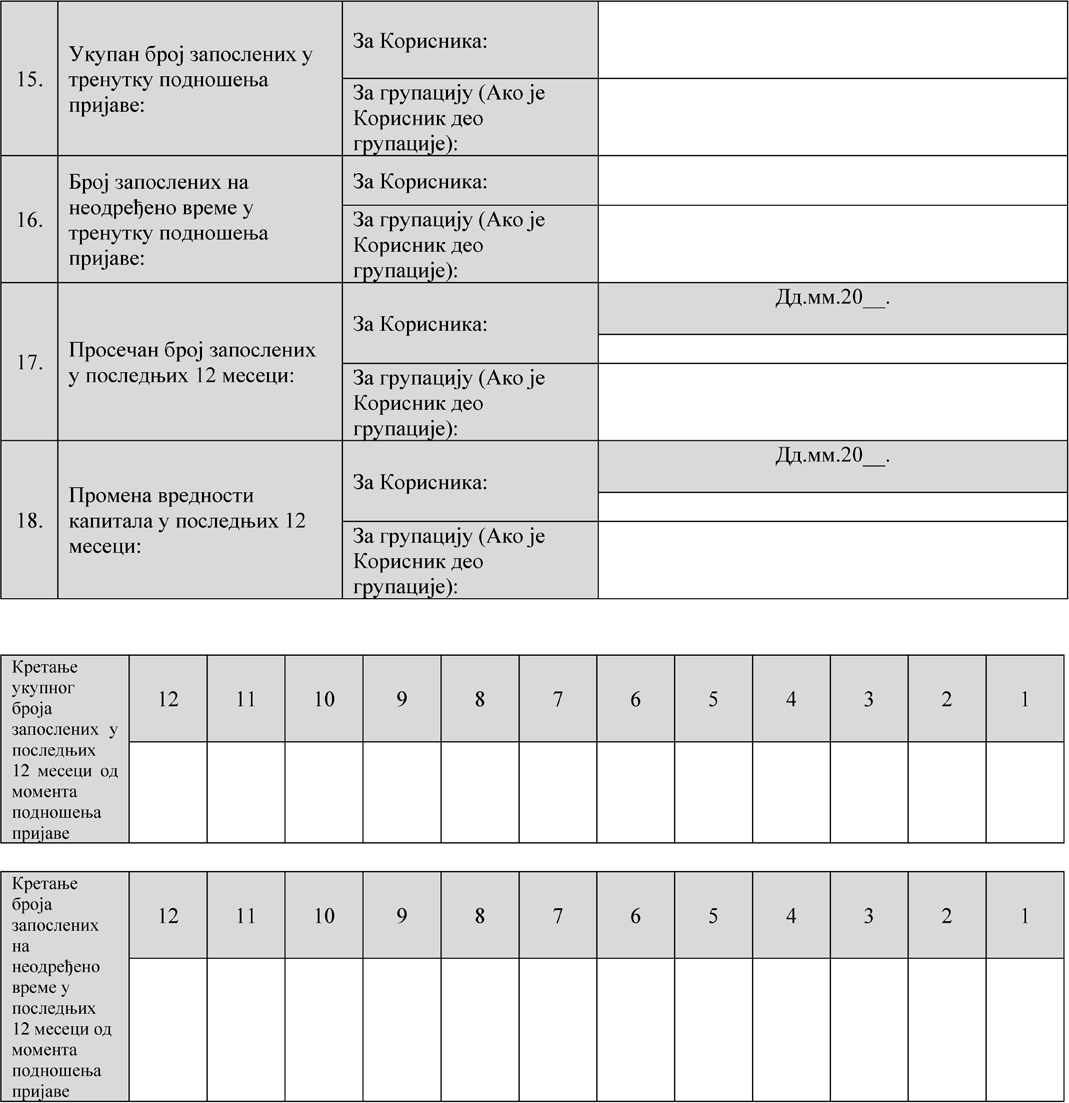 15.
Укупан број запослених у
тренутку подношења
пријаве:
За Корисника:
За групацију (Ако је
Корисник део
групације):
16.
Број запослених на
неодређено време у
тренутку подношења
пријаве:
За Корисника:
За групацију (Ако је
Корисник део
групације):
17.
Просечан број запослених
у последњих 12 месеци:
За Корисника:
Дд.мм.20__.
За групацију (Ако је
Корисник део
групације):
18.
Промена вредности
капитала у последњих 12
месеци:
За Корисника:
Дд.мм.20__.
За групацију (Ако је
Корисник део
групације):
Кретање
укупног
броја
запослених у
последњих
12 месеци од
момента
подношења
пријаве
12 11 10 9 8 7 6 5 4 3 2 1
Кретање
броја
запослених
на
неодређено
време у
последњих
12 месеци од
момента
подношења
пријаве
12 11 10 9 8 7 6 5 4 3 2 1